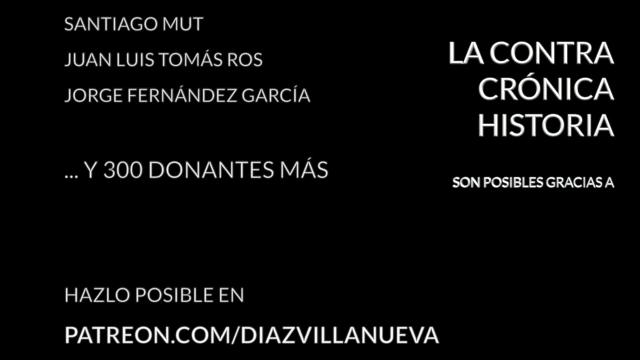 LA CONTRA
CRÓNICA
HISTORIA
SON POSIBLES GRACIAS A
SANTIAGO MUT
JUAN LUIS TOMÁS ROS
JORGE FERNÁNDEZ GARCÍA
... Y 300 DONANTES MÁS
HAZLO POSIBLE EN
PATREON.COM/DIAZVILLANUEVA